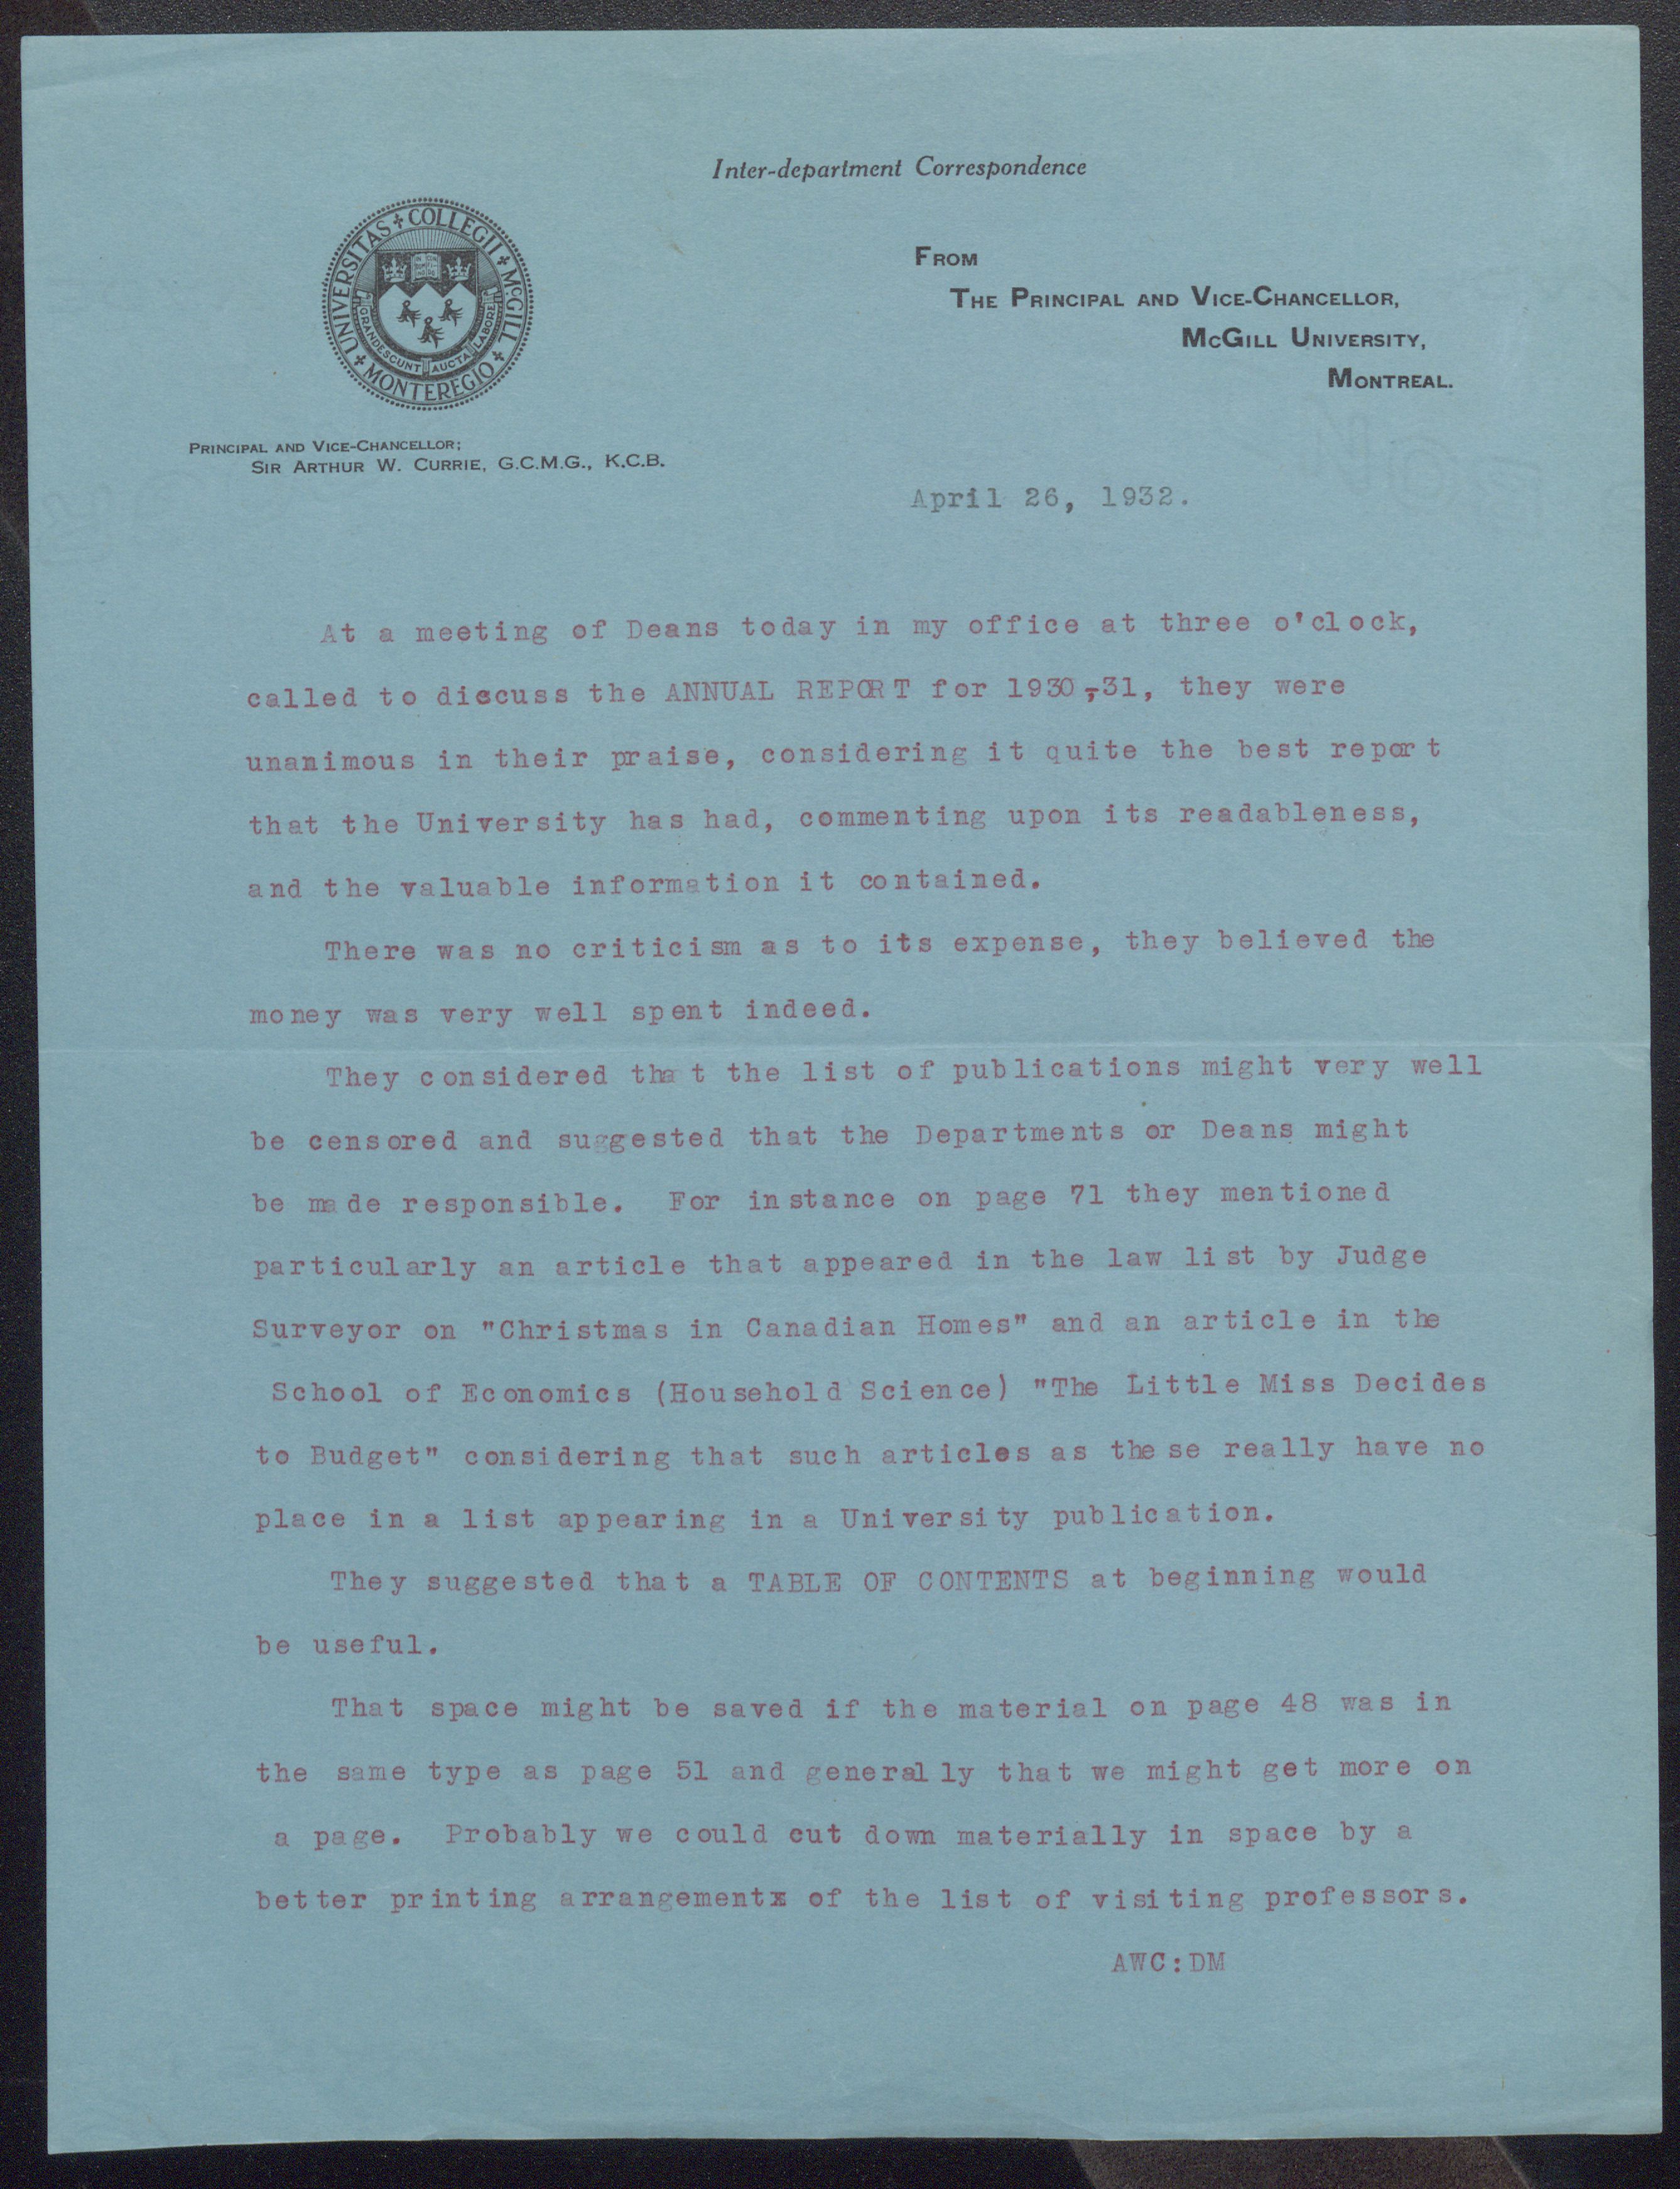 Inter-department Correspondence
UNIVERSITAS COLLEGII McGILL MONTEREGIO
GRANDESCUNT AUCTA LABORE
FROM
THE PRINCIPAL AND VICE-CHANCELLOR,
McGILL UNIVERSITY,
MONTREAL.
PRINCIPAL AND VICE-CHANCELLOR;
SIR ARTHUR W. CURRIE, G.C.M.G., K.C.B.
April 26, 1932.
At a meeting of Deans today in my office at three o'clock,
called to discuss the ANNUAL REPORT for 1930-31, they were
unanimous in their praise, considering it quite the best report
that the University has had, commenting upon its readableness,
and the valuable information it contained.
There was no criticism as to its expense, they believed the
money was very well spent indeed.
They considered that the list of publications might very well
be censored and suggested that the Departments or Deans might
be made responsible. For instance on page 71 they mentioned
particularly an article that appeared in the law list by Judge
Surveyor on "Christmas in Canadian Homes" and an article in the
School of Economics (Household Science) "The Little Miss Decides
to Budget" considering that such articles as these really have no
place in a list appearing in a University publication.
They suggested that a TABLE OF CONTENTS at beginning would
be useful.
That space might be saved if the material on page 48 was in
the same type as page 51 and generally that we might get more on
a page. Probably we could cut down materially in space by a
better printing arrangementx of the list of visiting professors.
AWC:DM